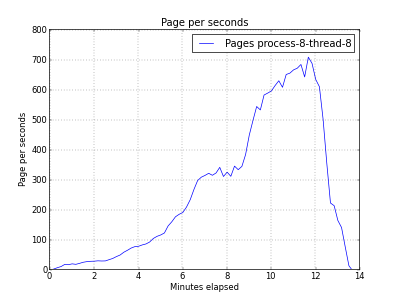 Page per seconds
Pages process-8-thread-8
Page per seconds
800
700
600
500
400
300
200
100
0
0 2 4 6 8 10 12 14
Minutes elapsed